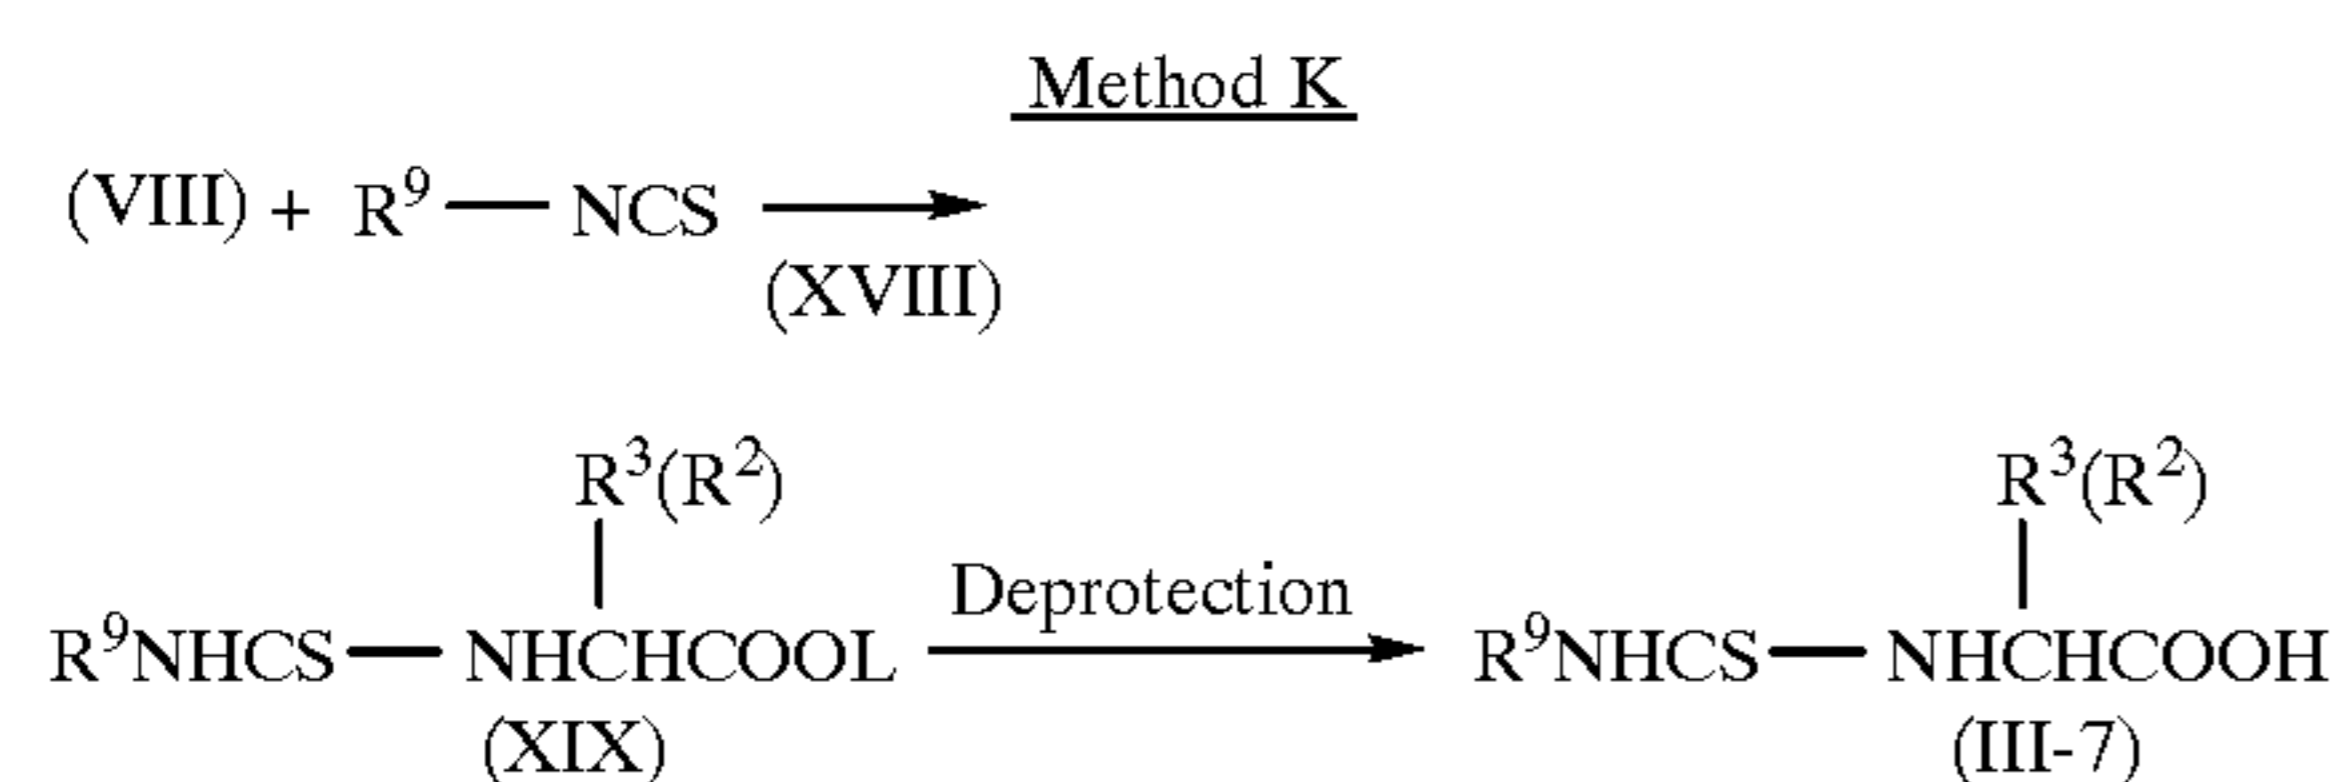 Method K
(VIII) + R⁹—NCS
(XVIII)
R³(R²) R³(R²)
Deprotection
R⁹NHCS—NHCHCOOL R⁹NHCS—NHCHCOOH
(XIX) (III-7)